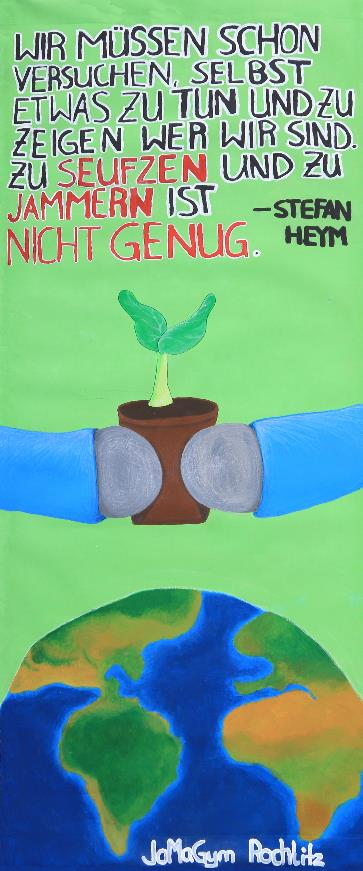 WIR MÜSSEN SCHON
VERSUCHEN, SELBST
ETWAS ZU TUN UND ZU
ZEIGEN WER WIR SIND.
ZU SEUFZEN UND ZU
JAMMERN IST
NICHT GENUG.
-STEFAN
HEYM
JoMaGym Rochlitz